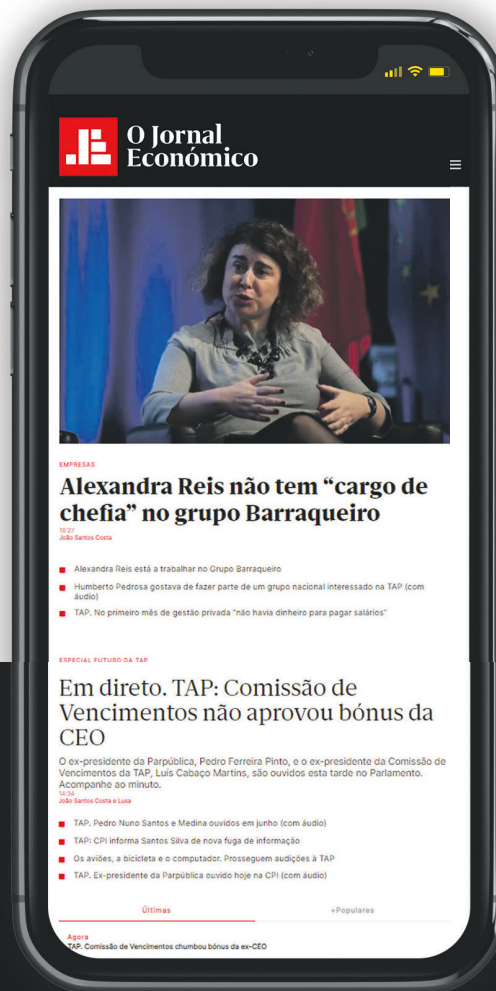 O Jornal
Económico
EMPRESAS
Alexandra Reis não tem “cargo de
chefia” no grupo Barraqueiro
18:27
João Santos Costa
Alexandra Reis está a trabalhar no Grupo Barraqueiro
Humberto Pedrosa gostava de fazer parte de um grupo nacional interessado na TAP (com
áudio)
TAP. No primeiro mês de gestão privada “não havia dinheiro para pagar salários”
ESPECIAL FUTURO DA TAP
Em direto. TAP: Comissão de
Vencimentos não aprovou bónus da
CEO
O ex-presidente da Parpública, Pedro Ferreira Pinto, e o ex-presidente da Comissão de
Vencimentos da TAP, Luís Cabaço Martins, são ouvidos esta tarde no Parlamento.
Acompanhe ao minuto.
14:34
João Santos Costa e Lusa
TAP. Pedro Nuno Santos e Medina ouvidos em junho (com áudio)
TAP: CPI informa Santos Silva de nova fuga de informação
Os aviões, a bicicleta e o computador. Prosseguem audições à TAP
TAP. Ex-presidente da Parpública ouvido hoje na CPI (com áudio)
Últimas
+Populares
Agora
TAP. Comissão de Vencimentos chumbou bónus da ex-CEO